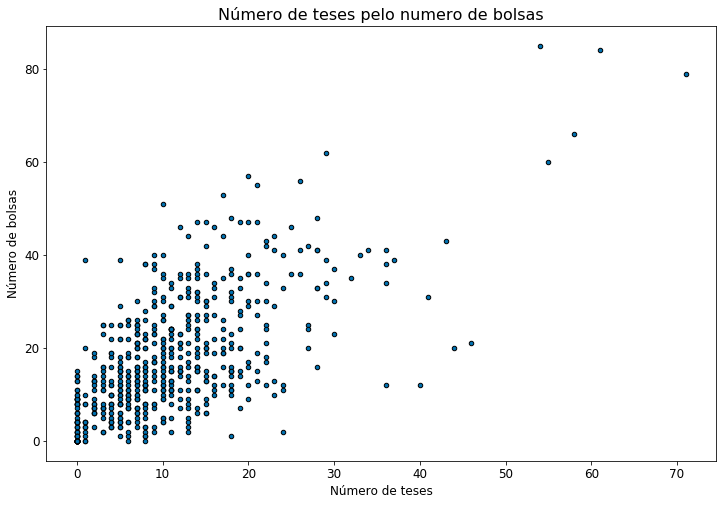 Número de teses pelo numero de bolsas
80
60
40
20
0
Número de bolsas
0 10 20 30 40 50 60 70
Número de teses